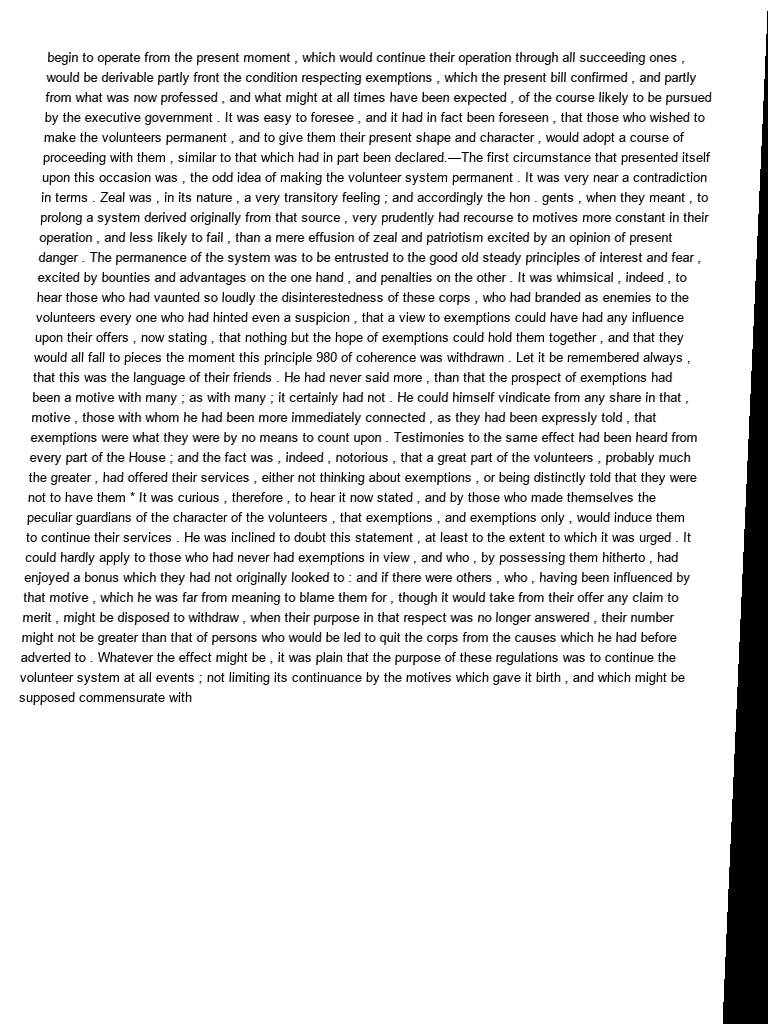 begin to operate from the present moment , which would continue their operation through all succeeding ones ,
would be derivable partly front the condition respecting exemptions , which the present bill confirmed , and partly
from what was now professed , and what might at all times have been expected , of the course likely to be pursued
by the executive government . It was easy to foresee , and it had in fact been foreseen , that those who wished to
make the volunteers permanent , and to give them their present shape and character , would adopt a course of
proceeding with them , similar to that which had in part been declared.—The first circumstance that presented itself
upon this occasion was , the odd idea of making the volunteer system permanent . It was very near a contradiction
in terms . Zeal was , in its nature , a very transitory feeling ; and accordingly the hon . gents , when they meant , to
prolong a system derived originally from that source , very prudently had recourse to motives more constant in their
operation , and less likely to fail , than a mere effusion of zeal and patriotism excited by an opinion of present
danger . The permanence of the system was to be entrusted to the good old steady principles of interest and fear ,
excited by bounties and advantages on the one hand , and penalties on the other . It was whimsical , indeed , to
hear those who had vaunted so loudly the disinterestedness of these corps , who had branded as enemies to the
volunteers every one who had hinted even a suspicion , that a view to exemptions could have had any influence
upon their offers , now stating , that nothing but the hope of exemptions could hold them together , and that they
would all fall to pieces the moment this principle 980 of coherence was withdrawn . Let it be remembered always ,
that this was the language of their friends . He had never said more , than that the prospect of exemptions had
been a motive with many ; as with many ; it certainly had not . He could himself vindicate from any share in that ,
motive , those with whom he had been more immediately connected , as they had been expressly told , that
exemptions were what they were by no means to count upon . Testimonies to the same effect had been heard from
every part of the House ; and the fact was , indeed , notorious , that a great part of the volunteers , probably much
the greater , had offered their services , either not thinking about exemptions , or being distinctly told that they were
not to have them * It was curious , therefore , to hear it now stated , and by those who made themselves the
peculiar guardians of the character of the volunteers , that exemptions , and exemptions only , would induce them
to continue their services . He was inclined to doubt this statement , at least to the extent to which it was urged . It
could hardly apply to those who had never had exemptions in view , and who , by possessing them hitherto , had
enjoyed a bonus which they had not originally looked to : and if there were others , who , having been influenced by
that motive , which he was far from meaning to blame them for , though it would take from their offer any claim to
merit , might be disposed to withdraw , when their purpose in that respect was no longer answered , their number
might not be greater than that of persons who would be led to quit the corps from the causes which he had before
adverted to . Whatever the effect might be , it was plain that the purpose of these regulations was to continue the
volunteer system at all events ; not limiting its continuance by the motives which gave it birth , and which might be
supposed commensurate with